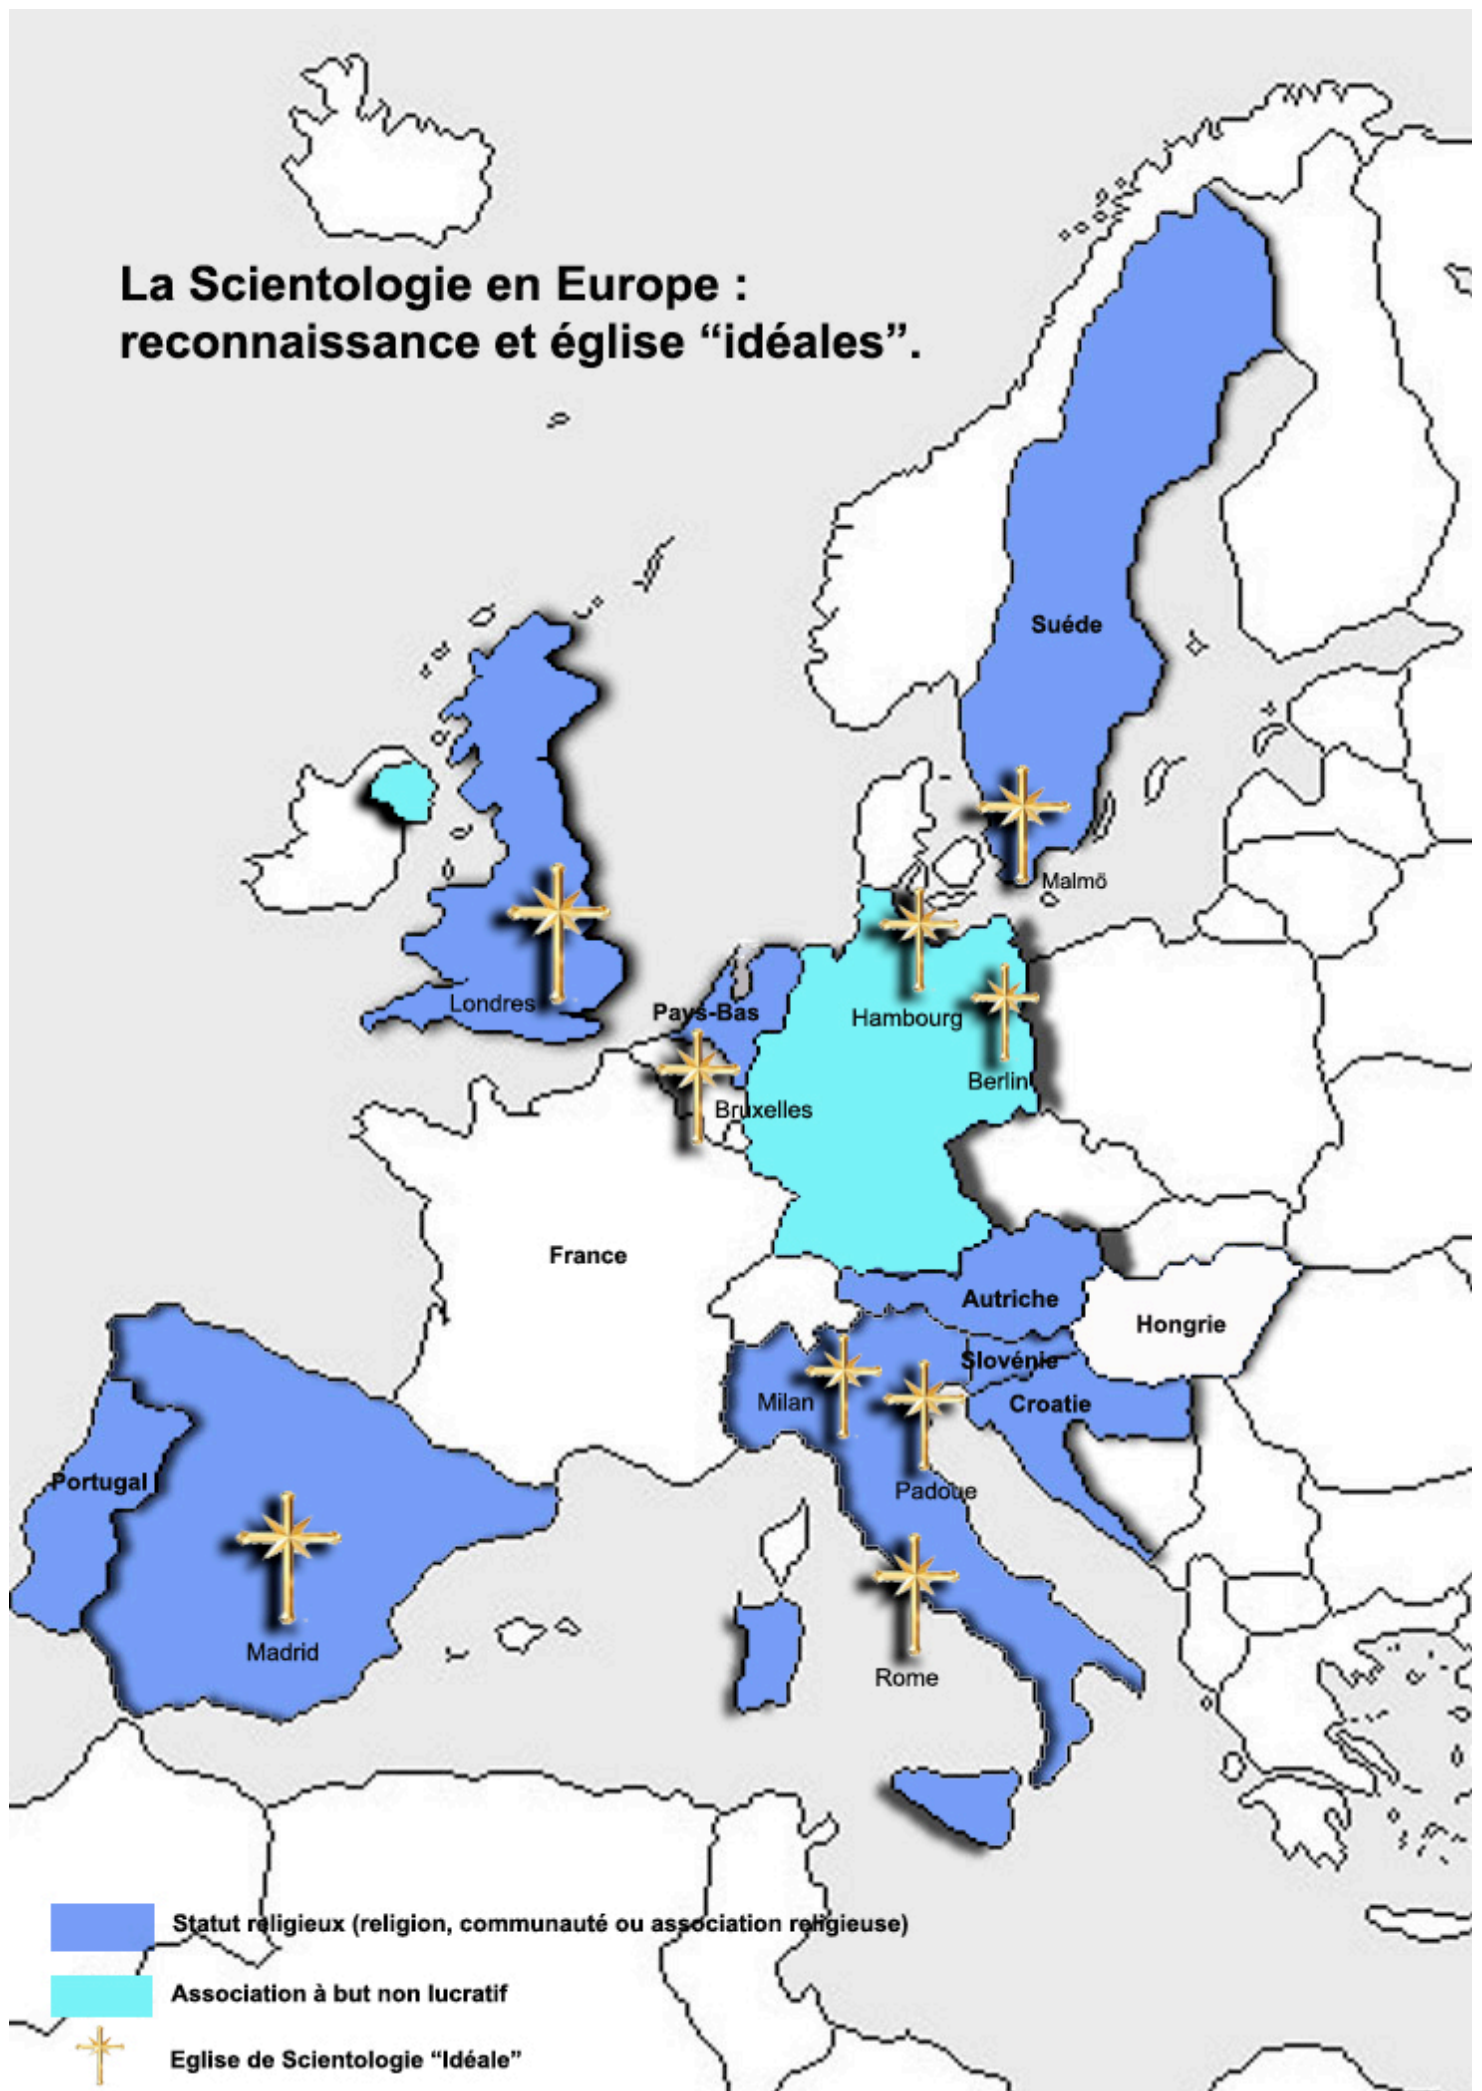 La Scientologie en Europe :
reconnaissance et église “idéales”.
Suéde
Malmö
Londres
Pays-Bas
Hambourg
Berlin
Bruxelles
France
Autriche
Hongrie
Slovénie
Milan
Croatie
Portugal
Padoue
Madrid
Rome
Statut religieux (religion, communauté ou association religieuse)
Association à but non lucratif
Eglise de Scientologie “Idéale”